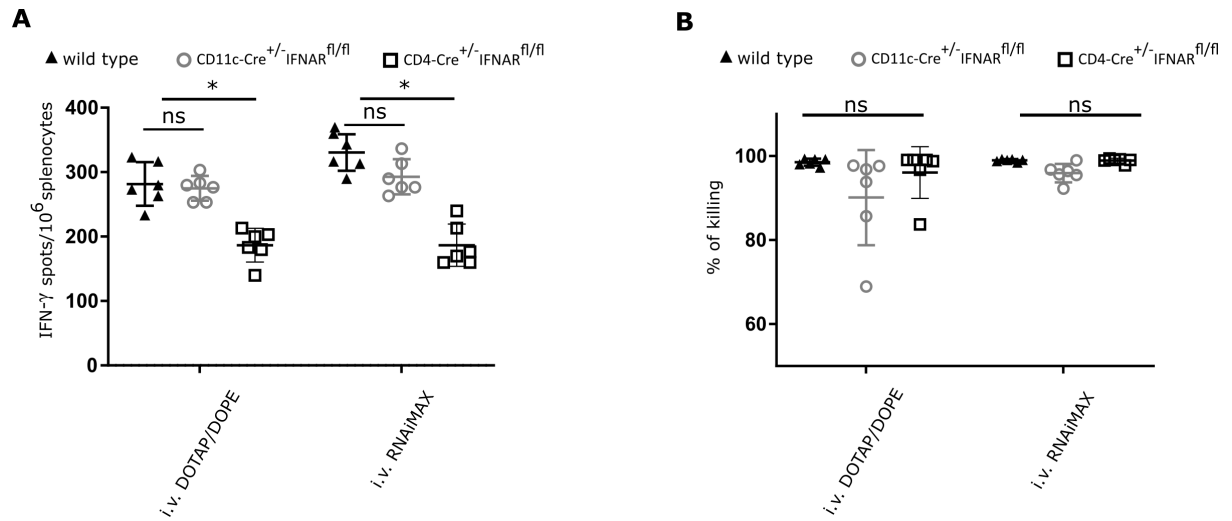 A
wild type CD11c-Cre+/-IFNARfl/fl CD4-Cre+/-IFNARfl/fl
* *
ns ns
400
300
200
100
0
IFN-γ spots/10^6 splenocytes
i.v. DOTAP/DOPE
i.v. RNAiMAX
B
wild type CD11c-Cre+/-IFNARfl/fl CD4-Cre+/-IFNARfl/fl
ns ns
100
80
60
% of killing
i.v. DOTAP/DOPE
i.v. RNAiMAX